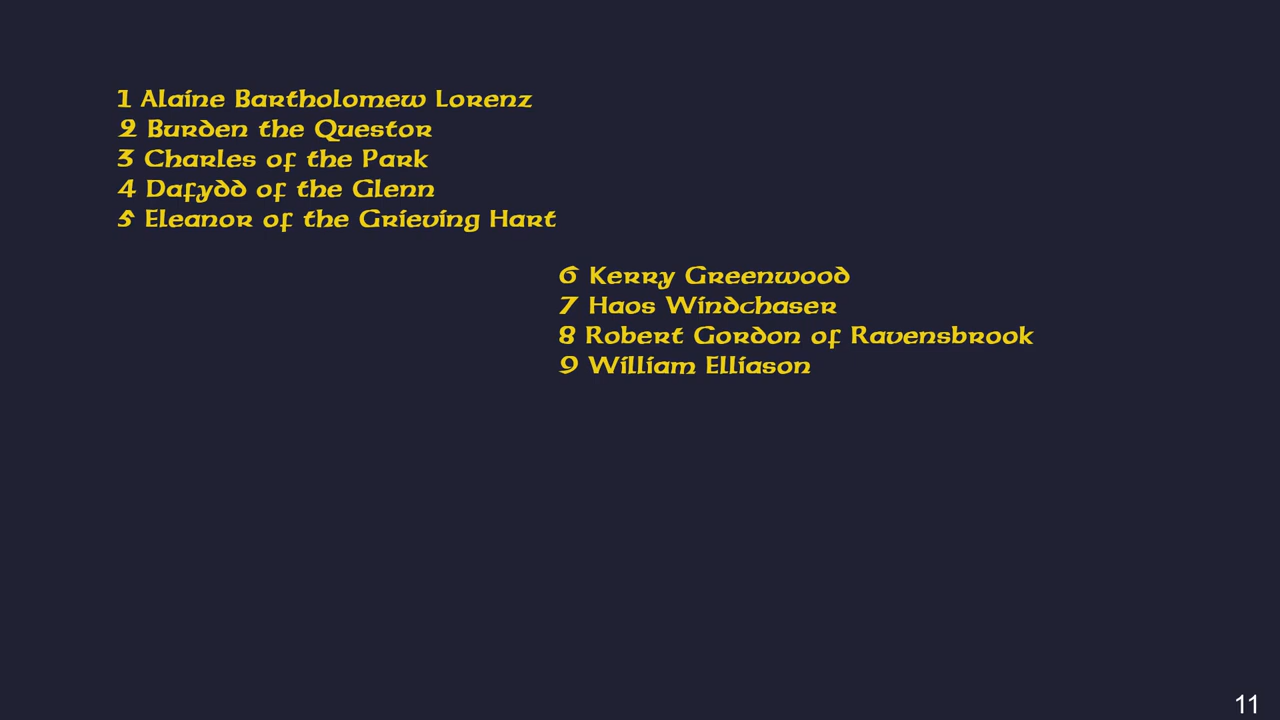 1 Alaine Bartholomew Lorenz
2 Burden the Questor
3 Charles of the Park
4 Dafydd of the Glenn
5 Eleanor of the Grieving Hart
6 Kerry Greenwood
7 Haos Windchaser
8 Robert Gordon of Ravensbrook
9 William Elliason
11